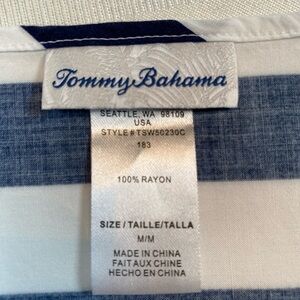 Tommy Bahama
SEATTLE, WA 98109
USA
STYLE # TSW50230C
183
100% RAYON
SIZE / TAILLE / TALLA
M/M
MADE IN CHINA
FAIT AUX CHINE
HECHO EN CHINA